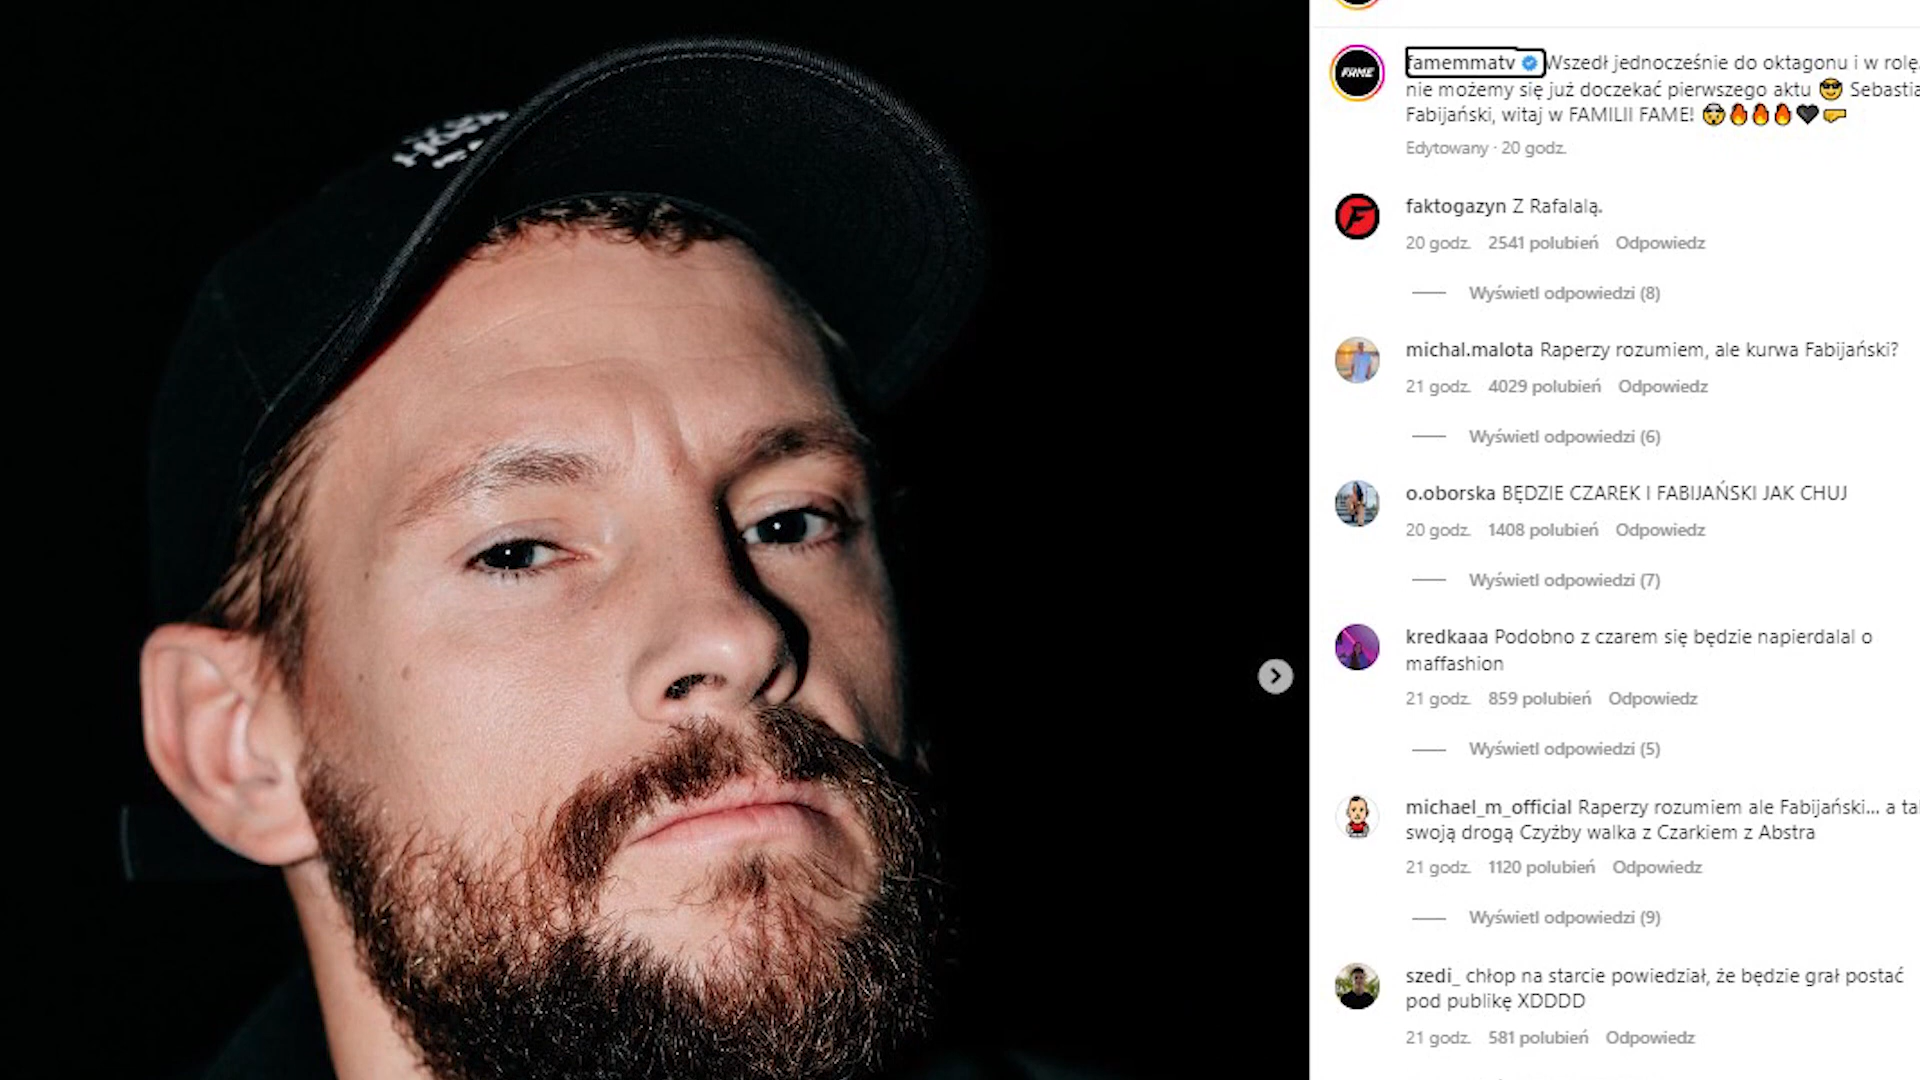 famemmatv Wszedł jednocześnie do oktagonu i w rolę.
nie możemy się już doczekać pierwszego aktu 😎 Sebastia
Fabijański, witaj w FAMILII FAME! 🤯🔥🔥🔥🖤🤛
Edytowany · 20 godz.
FAME
faktogazyn Z Rafalalą.
20 godz. 2541 polubień Odpowiedz
Wyświetl odpowiedzi (8)
michal.malota Raperzy rozumiem, ale kurwa Fabijański?
21 godz. 4029 polubień Odpowiedz
Wyświetl odpowiedzi (6)
o.oborska BĘDZIE CZAREK I FABIJAŃSKI JAK CHUJ
20 godz. 1408 polubień Odpowiedz
Wyświetl odpowiedzi (7)
kredkaaa Podobno z czarem się będzie napierdalal o
maffashion
21 godz. 859 polubień Odpowiedz
Wyświetl odpowiedzi (5)
michael_m_official Raperzy rozumiem ale Fabijański... a ta
swoją drogą Czyżby walka z Czarkiem z Abstra
21 godz. 1120 polubień Odpowiedz
Wyświetl odpowiedzi (9)
szedi_ chłop na starcie powiedział, że będzie grał postać
pod publikę XDDDD
21 godz. 581 polubień Odpowiedz